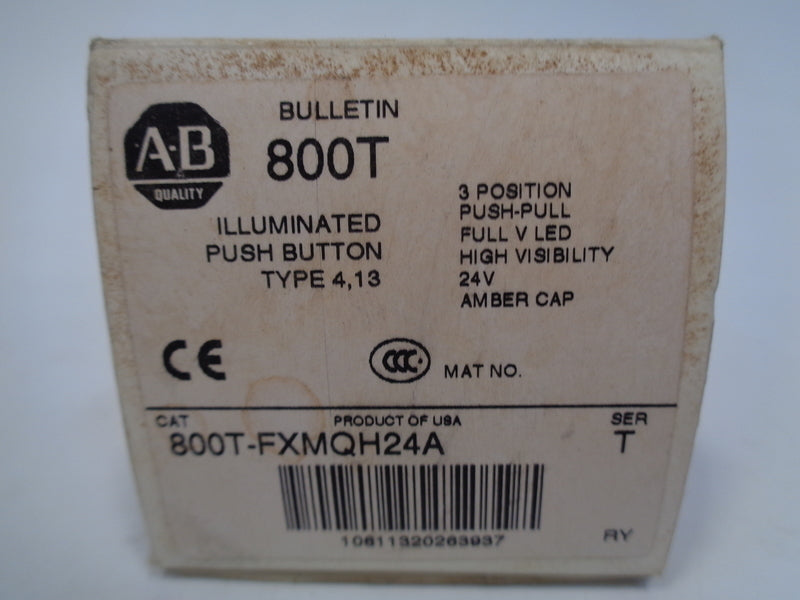 BULLETIN
800T
A-B
QUALITY
ILLUMINATED
PUSH BUTTON
TYPE 4,13
3 POSITION
PUSH-PULL
FULL V LED
HIGH VISIBILITY
24V
AMBER CAP
CE
CCC
MAT NO.
CAT
PRODUCT OF USA
SER
800T-FXMQH24A
T
10611320263937
RY